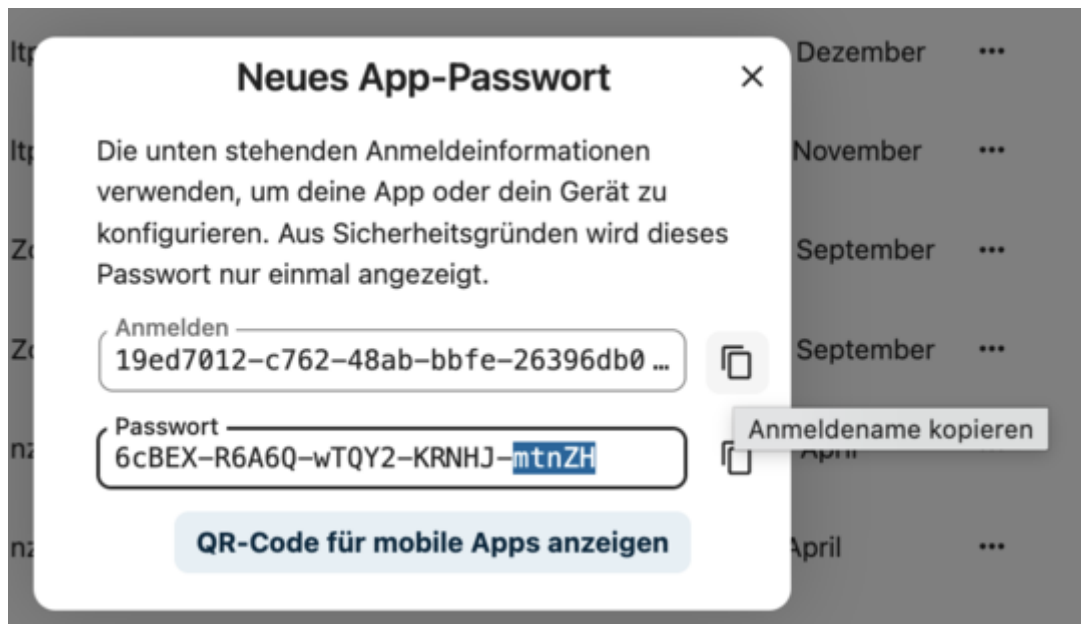 Neues App-Passwort
Die unten stehenden Anmeldeinformationen
verwenden, um deine App oder dein Gerät zu
konfigurieren. Aus Sicherheitsgründen wird dieses
Passwort nur einmal angezeigt.
Anmelden
19ed7012-c762-48ab-bbfe-26396db0 …
Passwort
6cBEX-R6A6Q-wTQY2-KRNHJ-mtnZH
Anmeldename kopieren
QR-Code für mobile Apps anzeigen
Dezember
November
September
September
April
April